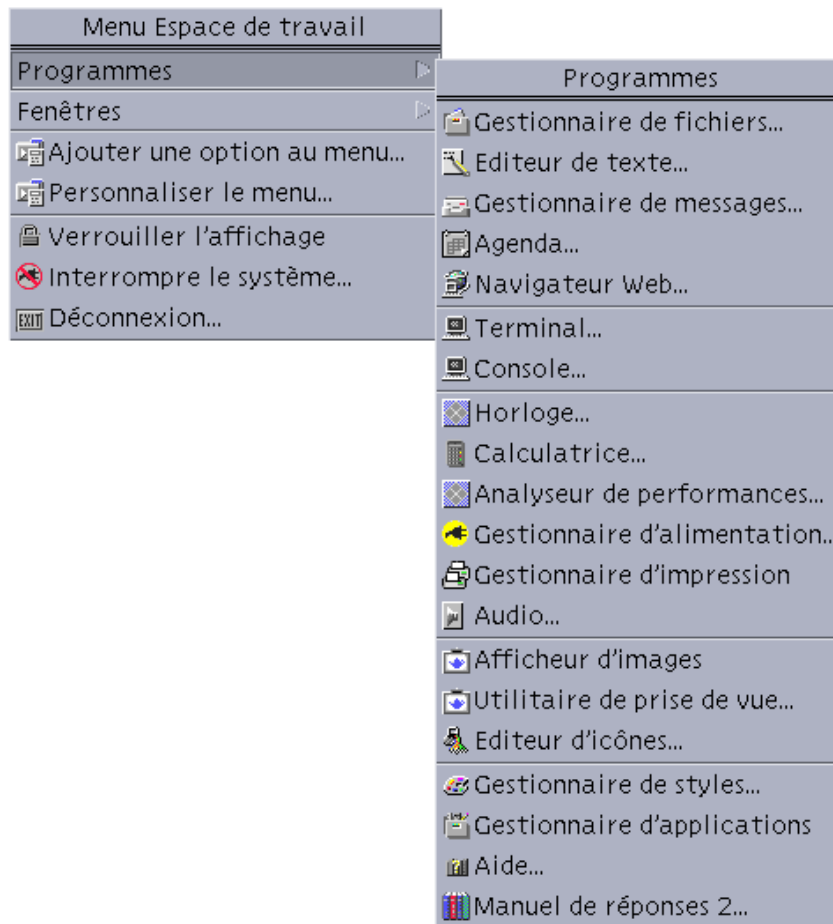 Menu Espace de travail
Programmes
Fenêtres
Ajouter une option au menu...
Personnaliser le menu...
Verrouiller l'affichage
Interrompre le système...
EXIT Déconnexion...
Programmes
Gestionnaire de fichiers...
Editeur de texte...
Gestionnaire de messages...
Agenda...
Navigateur Web...
Terminal...
Console...
Horloge...
Calculatrice...
Analyseur de performances...
Gestionnaire d'alimentation..
Gestionnaire d'impression
Audio...
Afficheur d'images
Utilitaire de prise de vue...
Editeur d'icônes...
Gestionnaire de styles...
Gestionnaire d'applications
Aide...
Manuel de réponses 2...